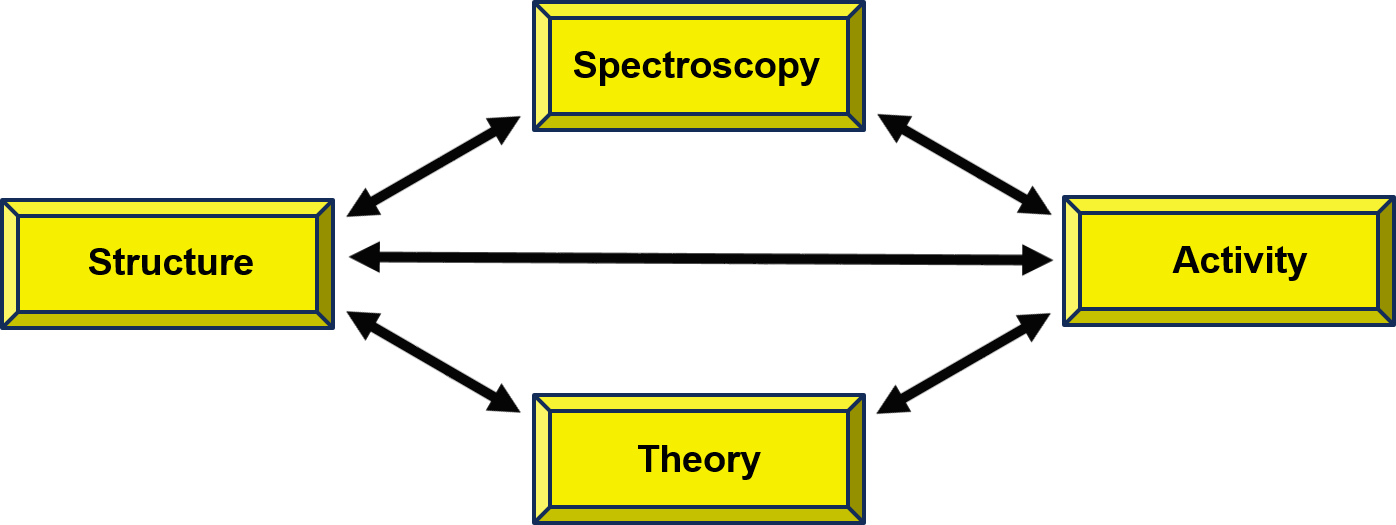 Spectroscopy
Structure
Activity
Theory